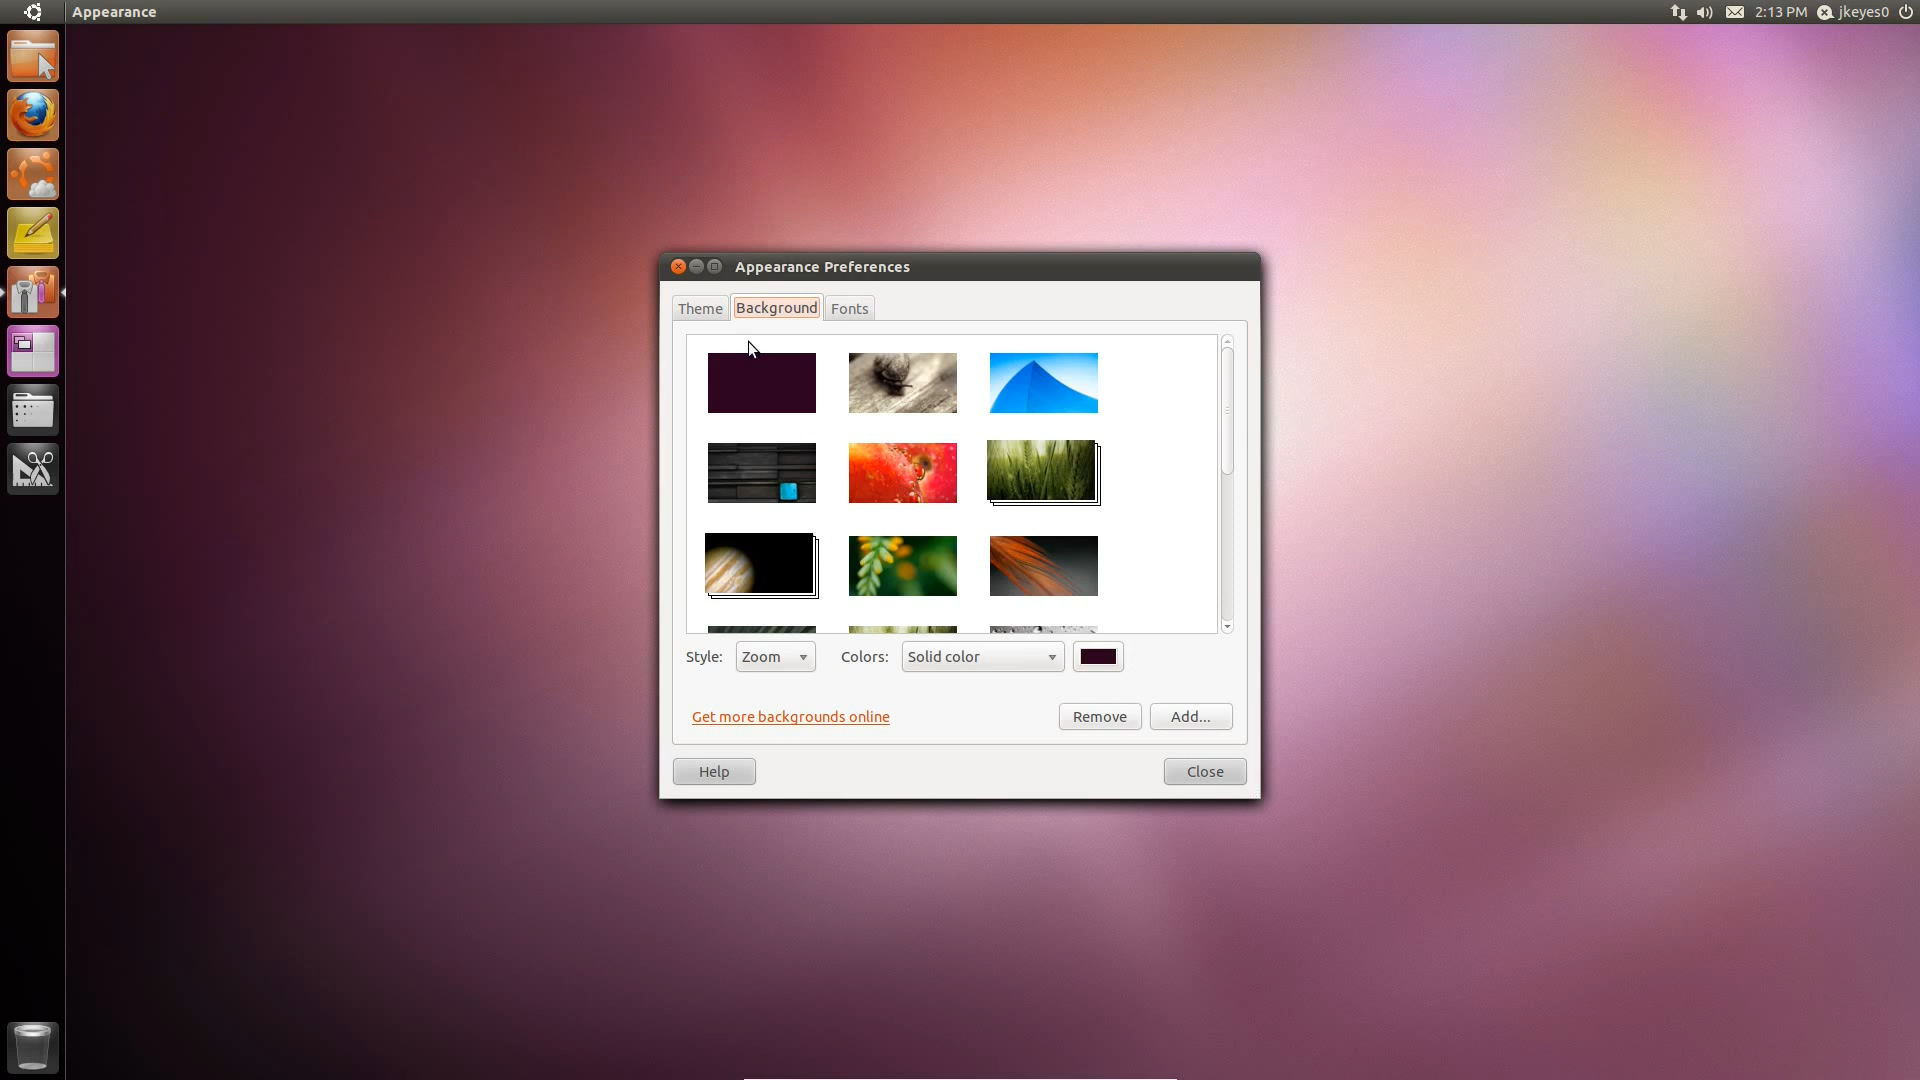 Appearance
2:13 PM
jkeyes0
Appearance Preferences
Theme
Background
Fonts
Style:
Zoom
Colors:
Solid color
Get more backgrounds online
Remove
Add...
Help
Close